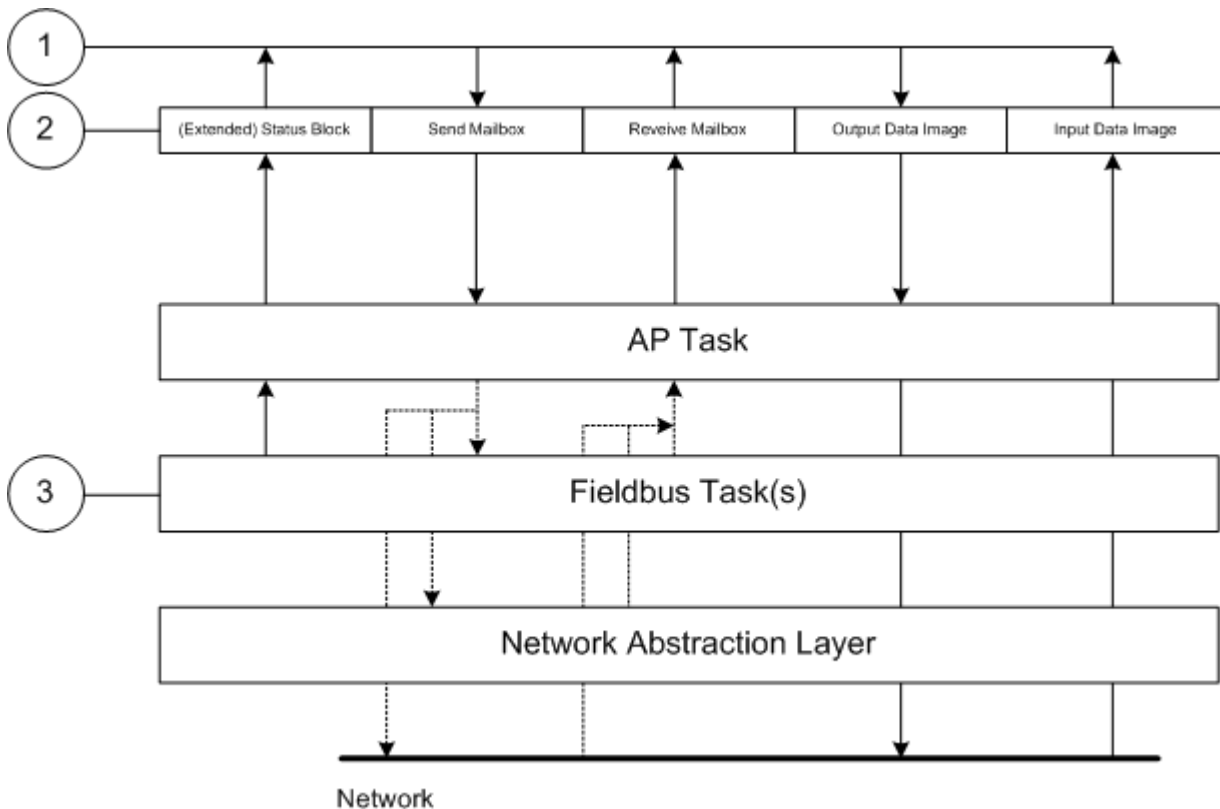 1
2
(Extended) Status Block
Send Mailbox
Reveive Mailbox
Output Data Image
Input Data Image
AP Task
3
Fieldbus Task(s)
Network Abstraction Layer
Network